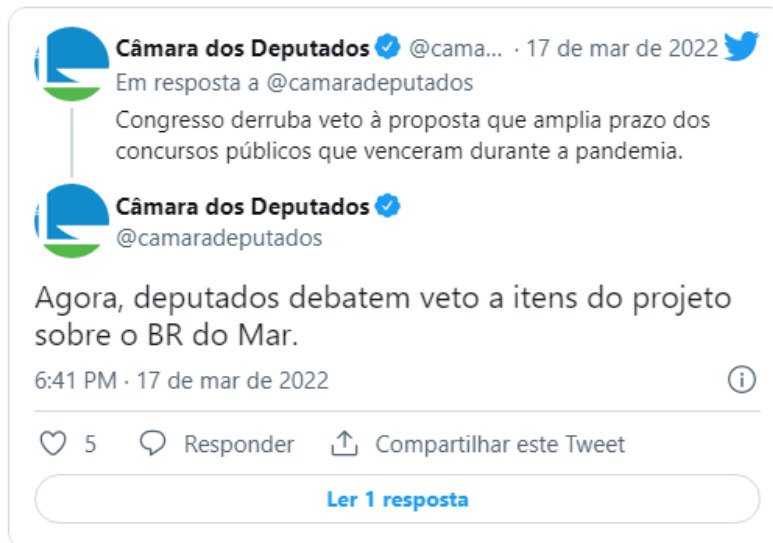 Câmara dos Deputados @cama... · 17 de mar de 2022
Em resposta a @camaradeputados
Congresso derruba veto à proposta que amplia prazo dos
concursos públicos que venceram durante a pandemia.
Câmara dos Deputados
@camaradeputados
Agora, deputados debatem veto a itens do projeto
sobre o BR do Mar.
6:41 PM · 17 de mar de 2022
5 Responder Compartilhar este Tweet
Ler 1 resposta